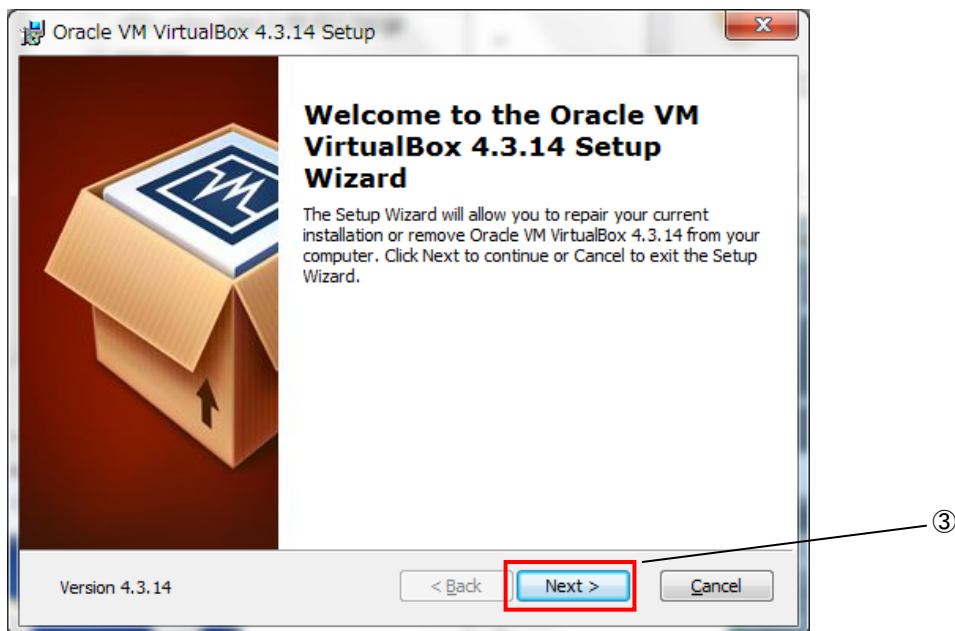 Oracle VM VirtualBox 4.3.14 Setup
Welcome to the Oracle VM
VirtualBox 4.3.14 Setup
Wizard
The Setup Wizard will allow you to repair your current
installation or remove Oracle VM VirtualBox 4.3.14 from your
computer. Click Next to continue or Cancel to exit the Setup
Wizard.
③
Version 4.3.14
< Back
Next >
Cancel